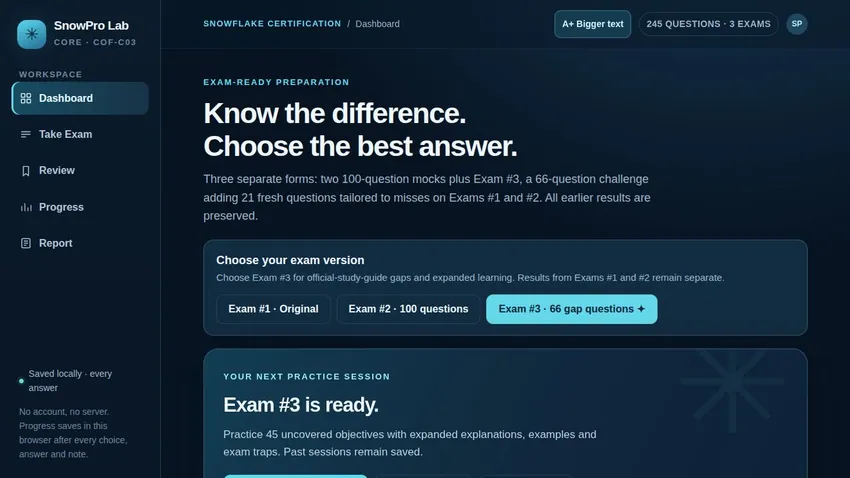 SnowPro Lab
CORE · COF-C03
WORKSPACE
Dashboard
Take Exam
Review
Progress
Report
Saved locally · every
answer
No account, no server.
Progress saves in this
browser after every choice,
answer and note.
SNOWFLAKE CERTIFICATION / Dashboard
A+ Bigger text
245 QUESTIONS · 3 EXAMS
SP
EXAM-READY PREPARATION
Know the difference.
Choose the best answer.
Three separate forms: two 100-question mocks plus Exam #3, a 66-question challenge
adding 21 fresh questions tailored to misses on Exams #1 and #2. All earlier results are
preserved.
Choose your exam version
Choose Exam #3 for official-study-guide gaps and expanded learning. Results from Exams #1 and #2 remain separate.
Exam #1 · Original
Exam #2 · 100 questions
Exam #3 · 66 gap questions ✦
YOUR NEXT PRACTICE SESSION
Exam #3 is ready.
Practice 45 uncovered objectives with expanded explanations, examples and
exam traps. Past sessions remain saved.